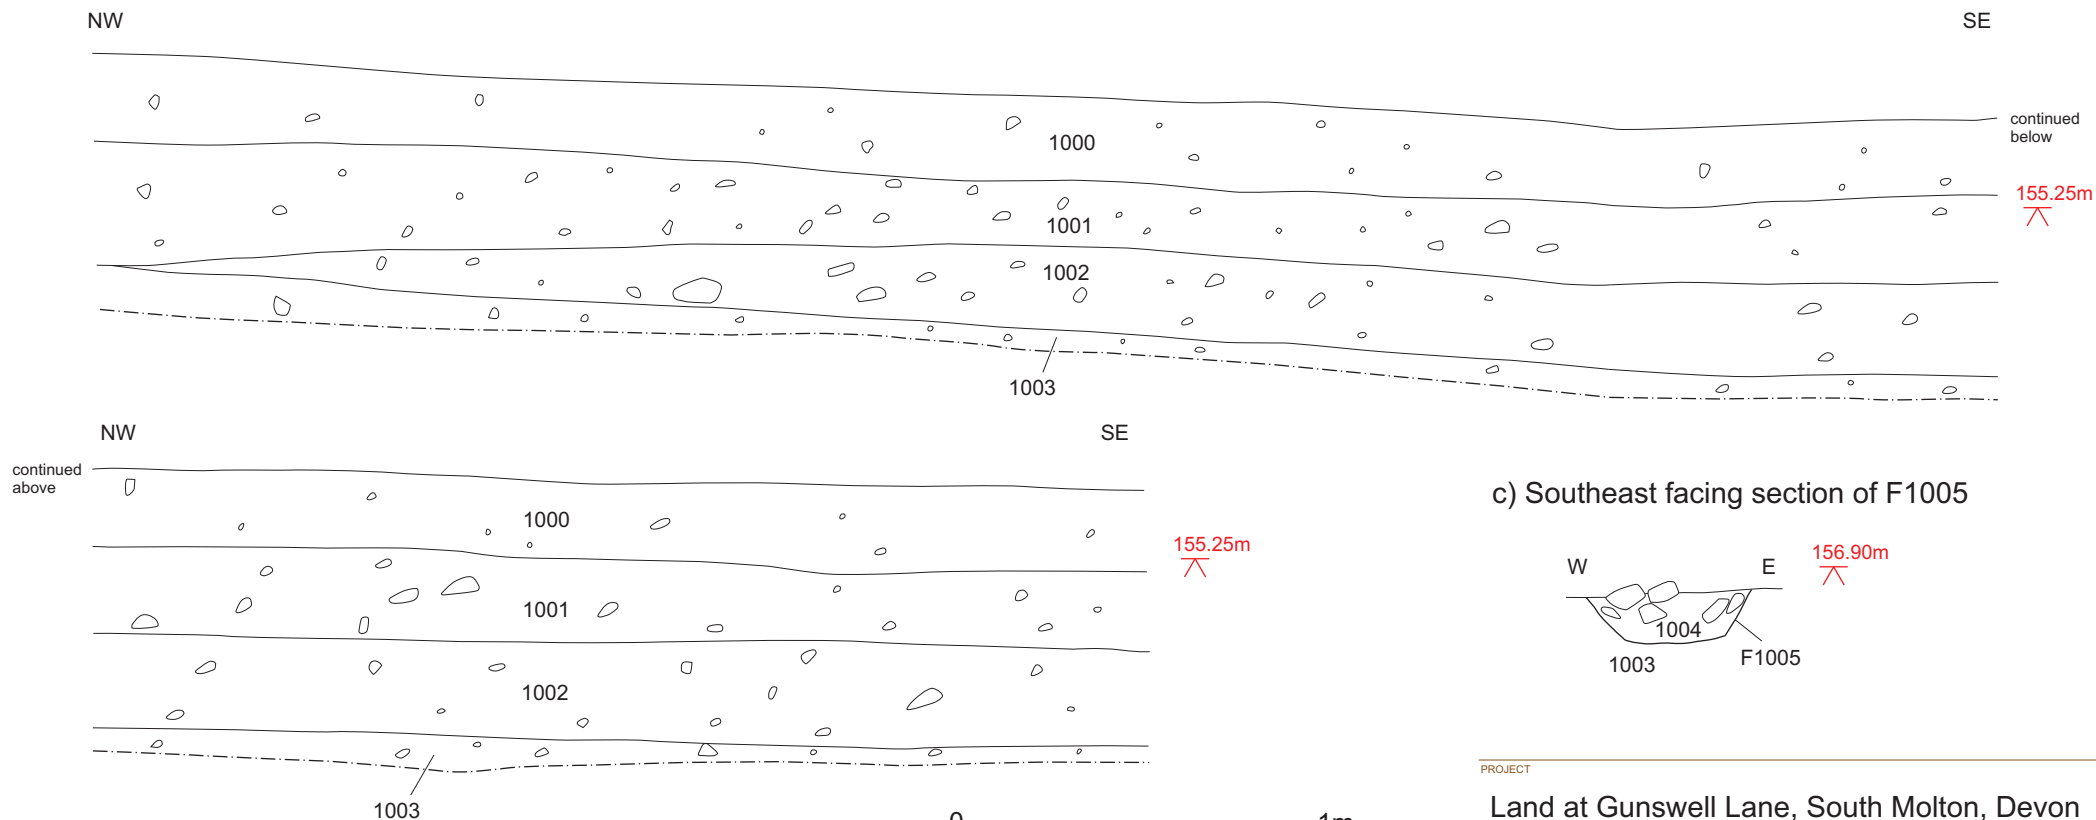 NW
SE
continued
below
1000
155.25m
1001
1002
1003
NW
SE
continued
above
1000
155.25m
1001
1002
1003
c) Southeast facing section of F1005
W
E
156.90m
1004
1003
F1005
0
1m
PROJECT
Land at Gunswell Lane, South Molton, Devon